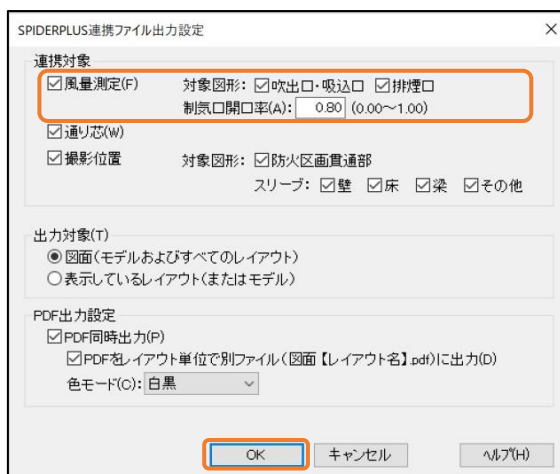 SPIDERPLUS連携ファイル出力設定
連携対象
風量測定(F) 対象図形: 吹出口・吸込口 排煙口
制気口開口率(A): 0.80 (0.00～1.00)
通り芯(W)
撮影位置 対象図形: 防火区画貫通部
スリーブ: 壁 床 梁 その他
出力対象(T)
図面(モデルおよびすべてのレイアウト)
表示しているレイアウト(またはモデル)
PDF出力設定
PDF同時出力(P)
PDFをレイアウト単位で別ファイル(図面【レイアウト名】.pdf)に出力(D)
色モード(C): 白黒
OK キャンセル ヘルプ(H)